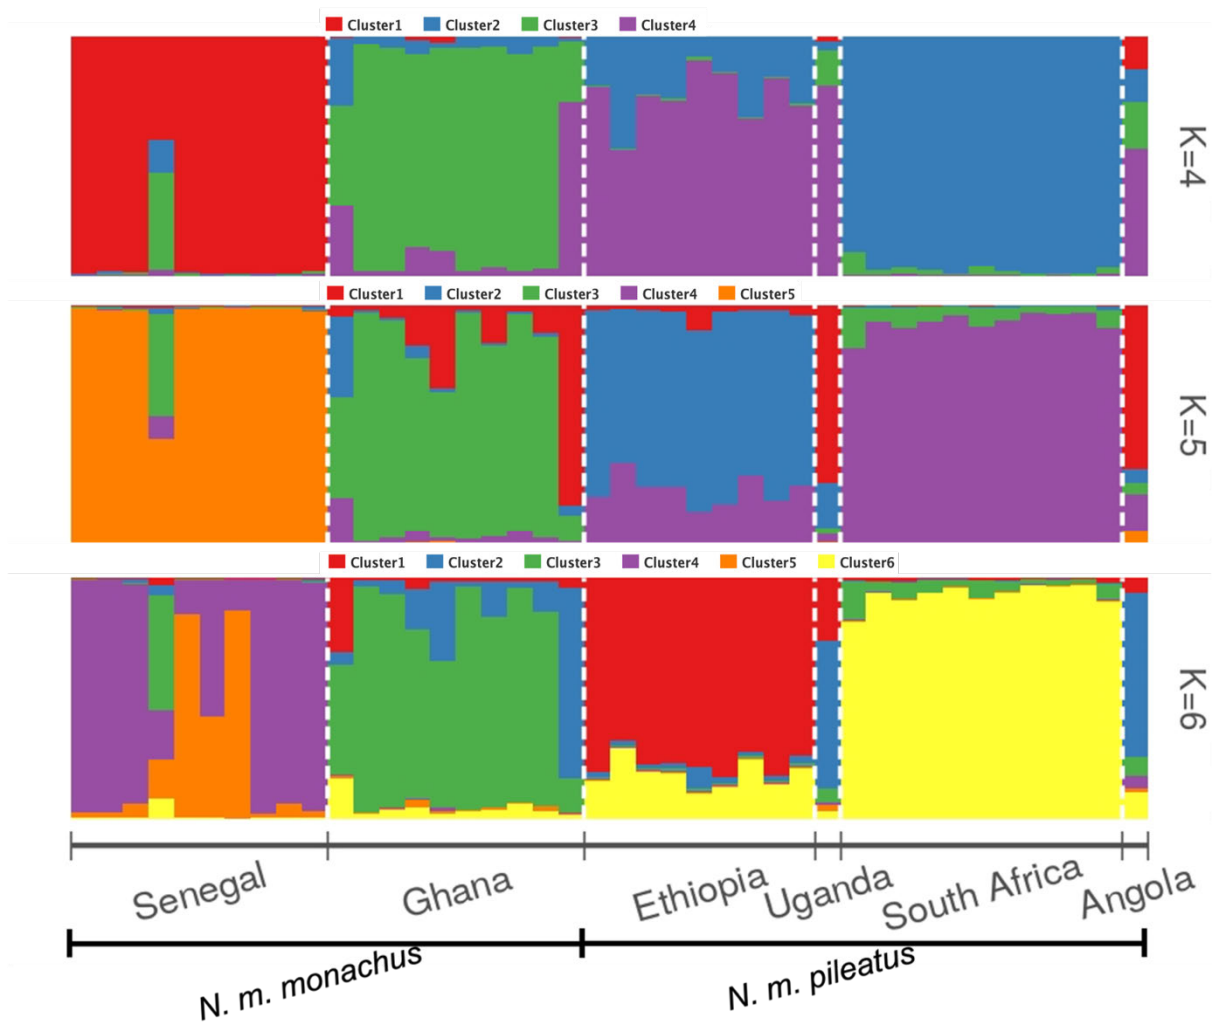 Cluster1 Cluster2 Cluster3 Cluster4
K=4
Cluster1 Cluster2 Cluster3 Cluster4 Cluster5
K=5
Cluster1 Cluster2 Cluster3 Cluster4 Cluster5 Cluster6
K=6
Senegal Ghana Ethiopia Uganda South Africa Angola
N. m. monachus N. m. pileatus